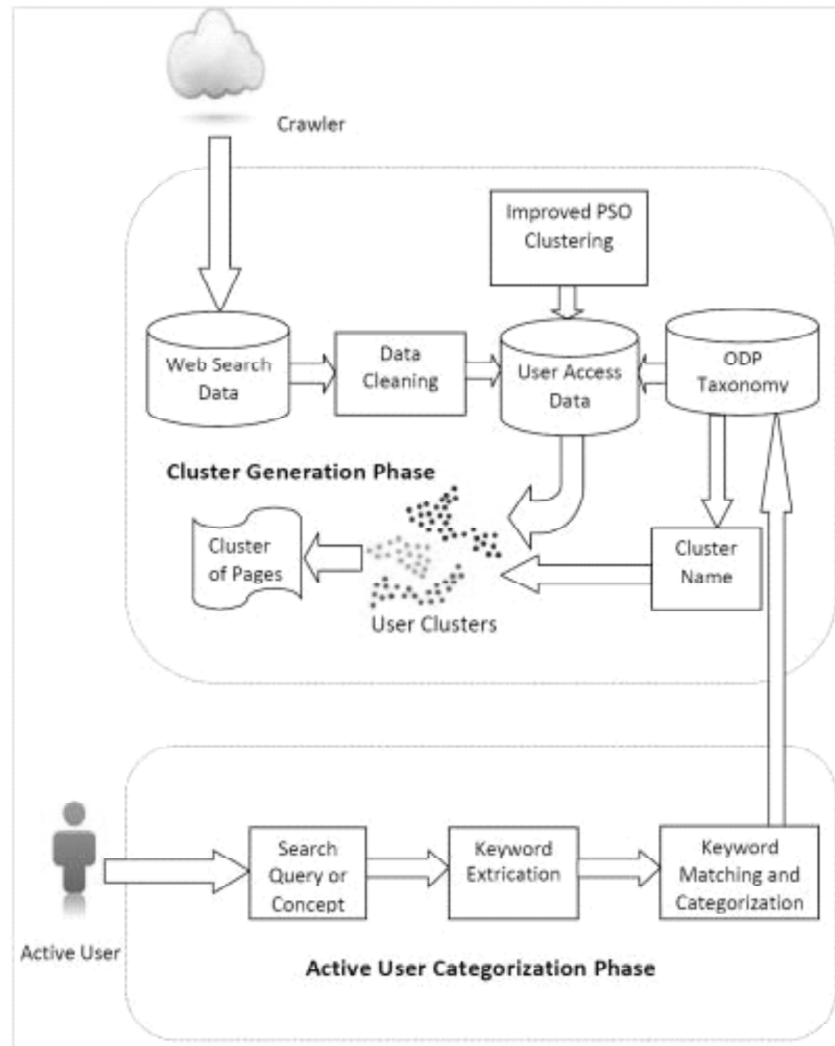 Crawler
Improved PSO
Clustering
Web Search
Data
Data
Cleaning
User Access
Data
ODP
Taxonomy
Cluster Generation Phase
Cluster
of Pages
User Clusters
Cluster
Name
Active User
Search
Query or
Concept
Keyword
Extrication
Keyword
Matching and
Categorization
Active User Categorization Phase